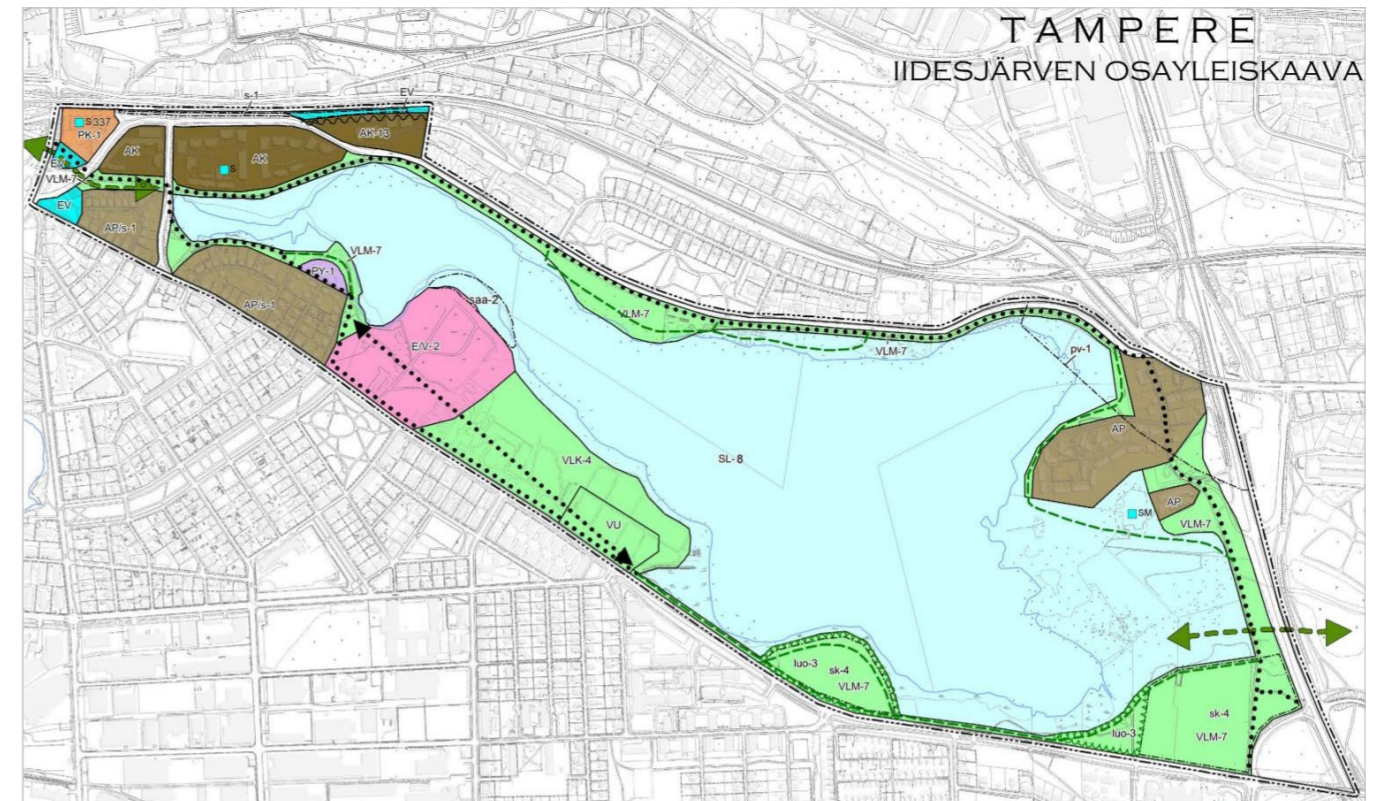 TAMPERE
IIDESJÄRVEN OSAYLEISKAAVA
s-1
EV
S337
PK-1
AK
AK
AK-13
s
EV
VLM-7
EV
AP/s-1
VLM-7
PY-1
AP/s-1
saa-2
E/V-2
VLM-7
VLM-7
pv-1
AP
VLK-4
SL-8
AP
SM
VU
VLM-7
luo-3
sk-4
VLM-7
sk-4
luo-3
VLM-7